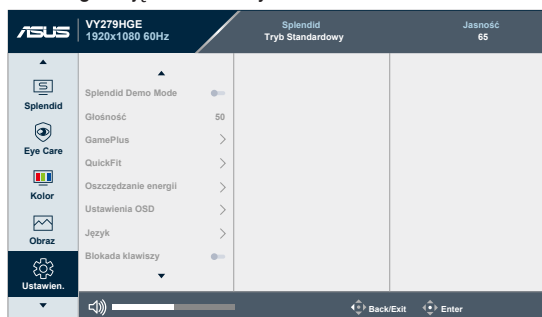 ASUS
VY279HGE
1920x1080 60Hz
Splendid
Tryb Standardowy
Jasność
65
Splendid
Eye Care
Kolor
Obraz
Ustawien.
Splendid Demo Mode
Głośność 50
GamePlus
QuickFit
Oszczędzanie energii
Ustawienia OSD
Język
Blokada klawiszy
Back/Exit
Enter